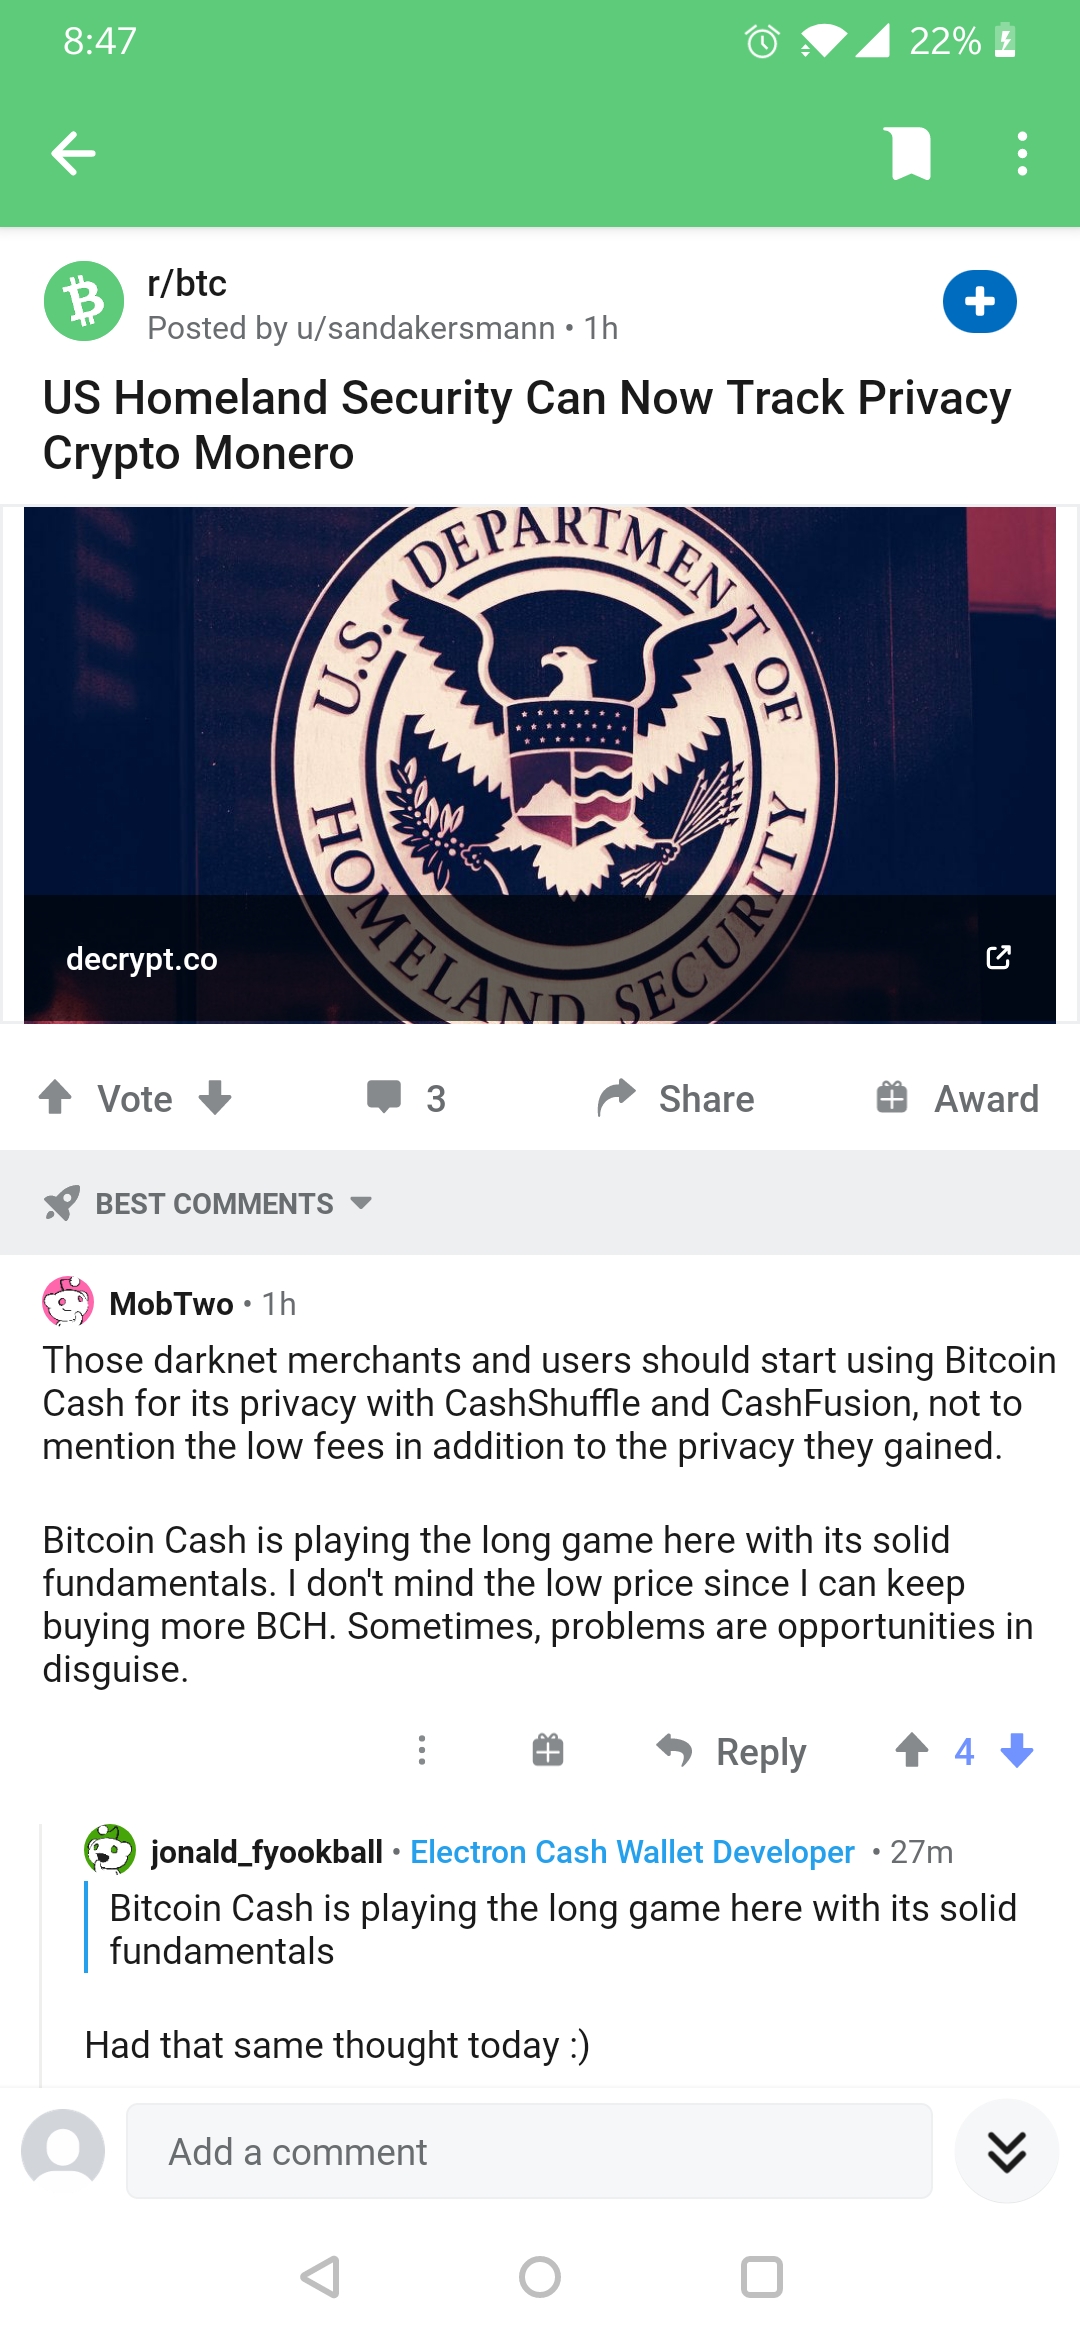 8:47
22%
r/btc
Posted by u/sandakersmann • 1h
US Homeland Security Can Now Track Privacy
Crypto Monero
U.S. DEPARTMENT OF
HOMELAND SECURITY
decrypt.co
Vote
3
Share
Award
BEST COMMENTS
MobTwo • 1h
Those darknet merchants and users should start using Bitcoin
Cash for its privacy with CashShuffle and CashFusion, not to
mention the low fees in addition to the privacy they gained.
Bitcoin Cash is playing the long game here with its solid
fundamentals. I don't mind the low price since I can keep
buying more BCH. Sometimes, problems are opportunities in
disguise.
Reply
4
jonald_fyookball • Electron Cash Wallet Developer • 27m
Bitcoin Cash is playing the long game here with its solid
fundamentals
Had that same thought today :)
Add a comment